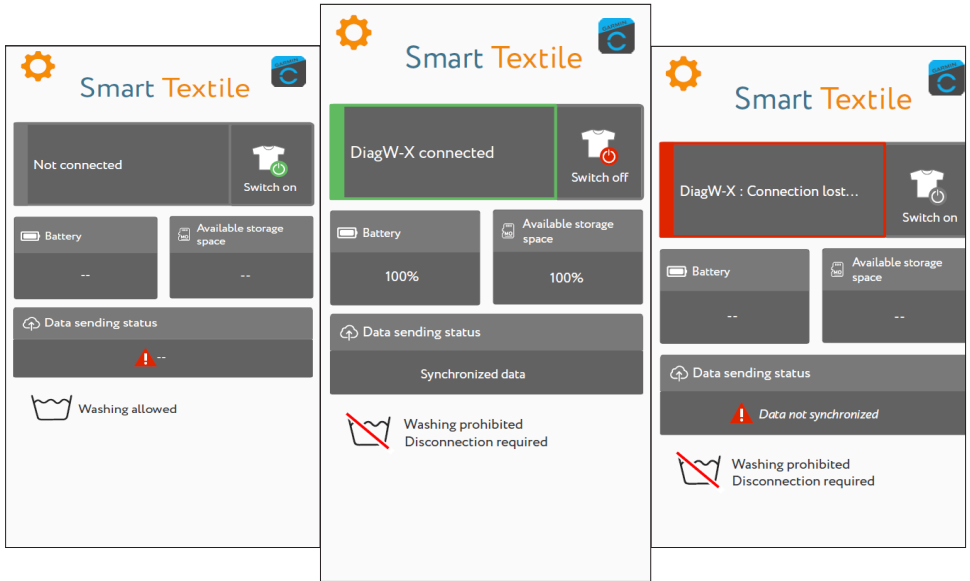 Smart Textile
Not connected
Switch on
Battery
Available storage
space
--
--
Data sending status
--
Washing allowed
Smart Textile
DiagW-X connected
Switch off
Battery
Available storage
space
100%
100%
Data sending status
Synchronized data
Washing prohibited
Disconnection required
Smart Textile
DiagW-X : Connection lost...
Switch on
Battery
Available storage
space
--
--
Data sending status
Data not synchronized
Washing prohibited
Disconnection required